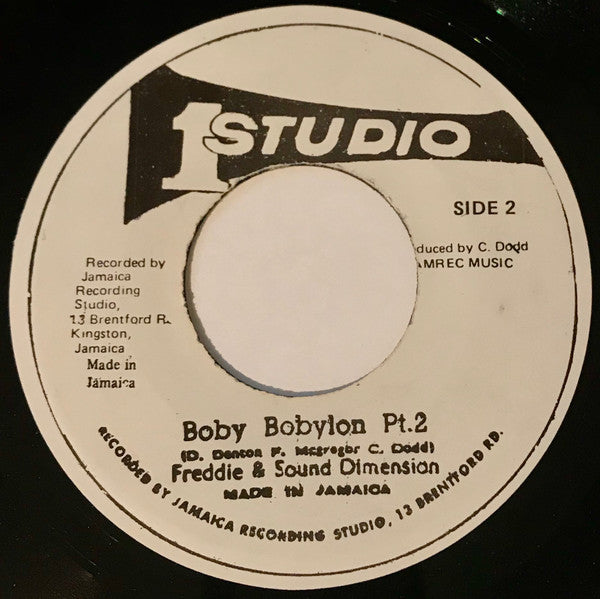 1 STUDIO
SIDE 2
duced by C. Dodd
AMREC MUSIC
Recorded by
Jamaica
Recording
Studio,
13 Brentford R.
Kingston,
Jamaica
Made in
Jamaica
Boby Bobylon Pt.2
(D. Denton F. McGregor C. Dodd)
Freddie & Sound Dimension
MADE IN JAMAICA
RECORDED BY JAMAICA RECORDING STUDIO, 13 BRENTFORD RD.